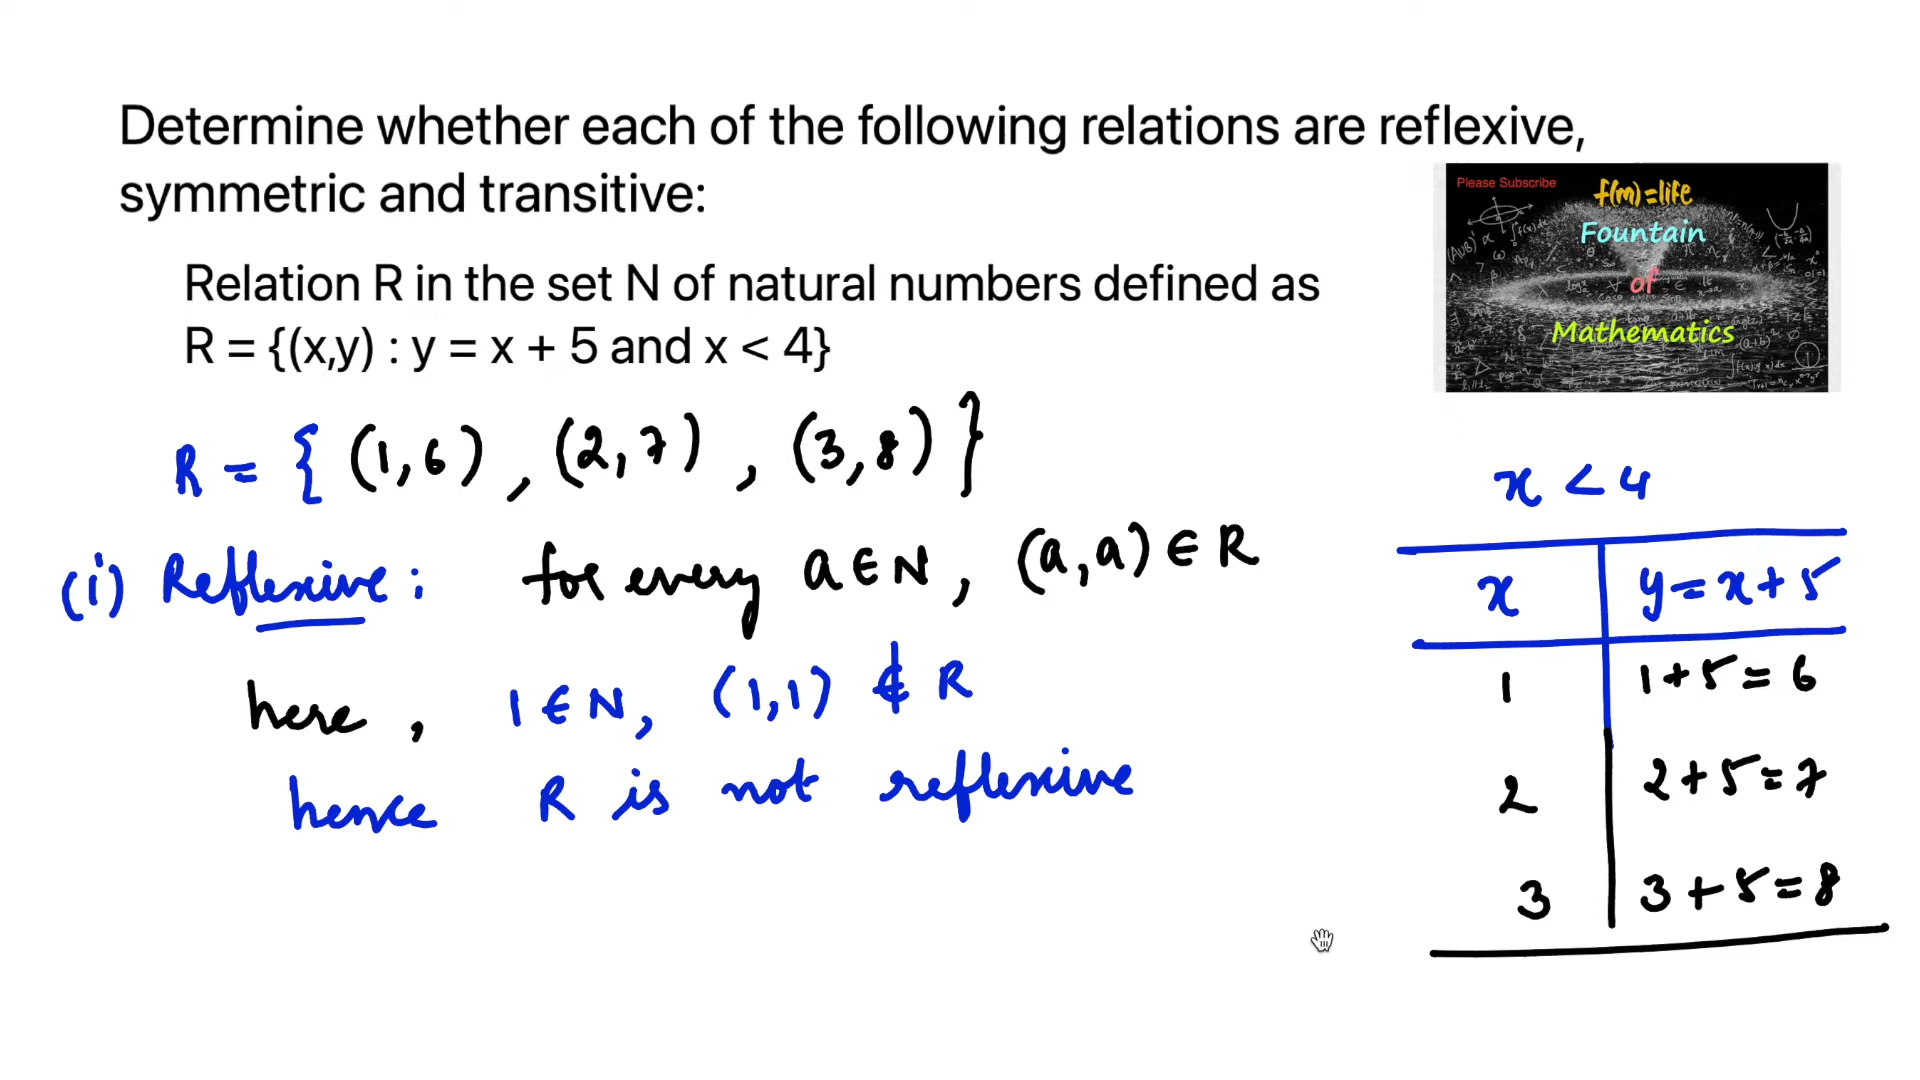 Determine whether each of the following relations are reflexive,
symmetric and transitive:
Please Subscribe
f(m)=life
Fountain
of
Mathematics
Relation R in the set N of natural numbers defined as
R = {(x,y) : y = x + 5 and x < 4}
R = { (1,6) , (2,7) , (3,8) }
(i) Reflexive : for every a ∈ N , (a,a) ∈ R
here , 1 ∈ N, (1,1) ∉ R
hence R is not reflexive
x < 4
x y = x + 5
1 1+5 = 6
2 2+5 = 7
3 3+5 = 8